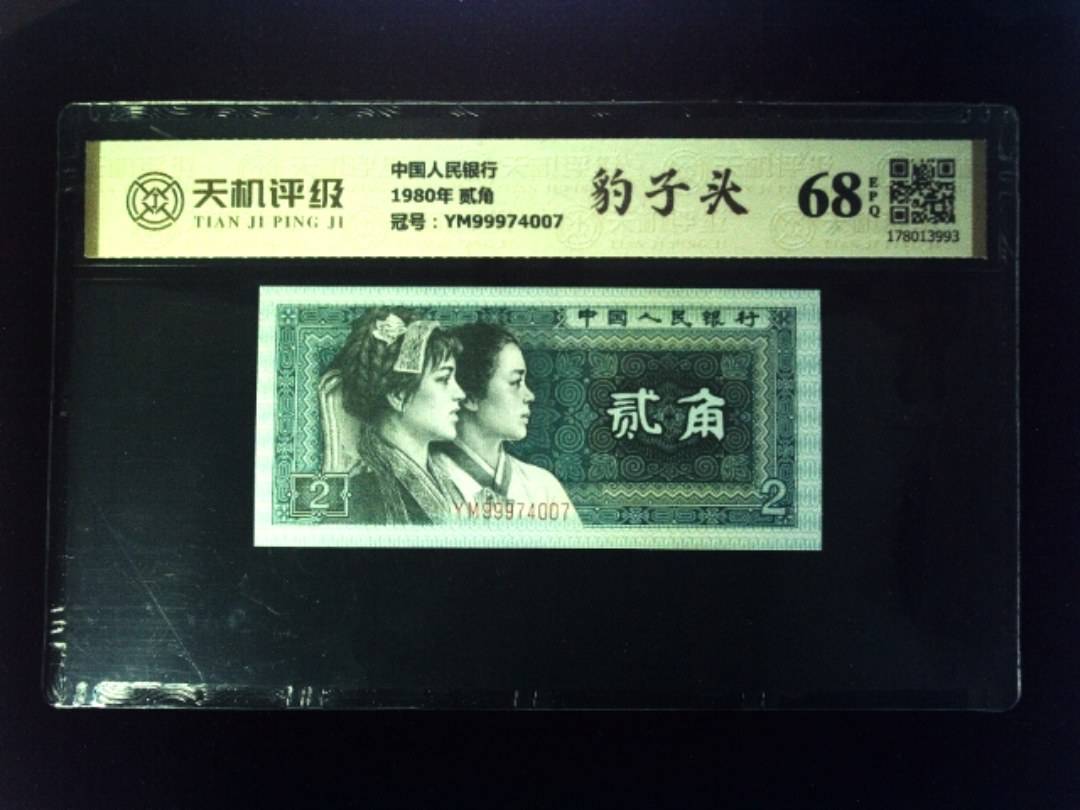 天机评级
TIAN JI PING JI
中国人民银行
1980年 贰角
冠号：YM99974007
豹子头
68
EPQ
178013993
中国人民银行
贰角
2
YM99974007
2